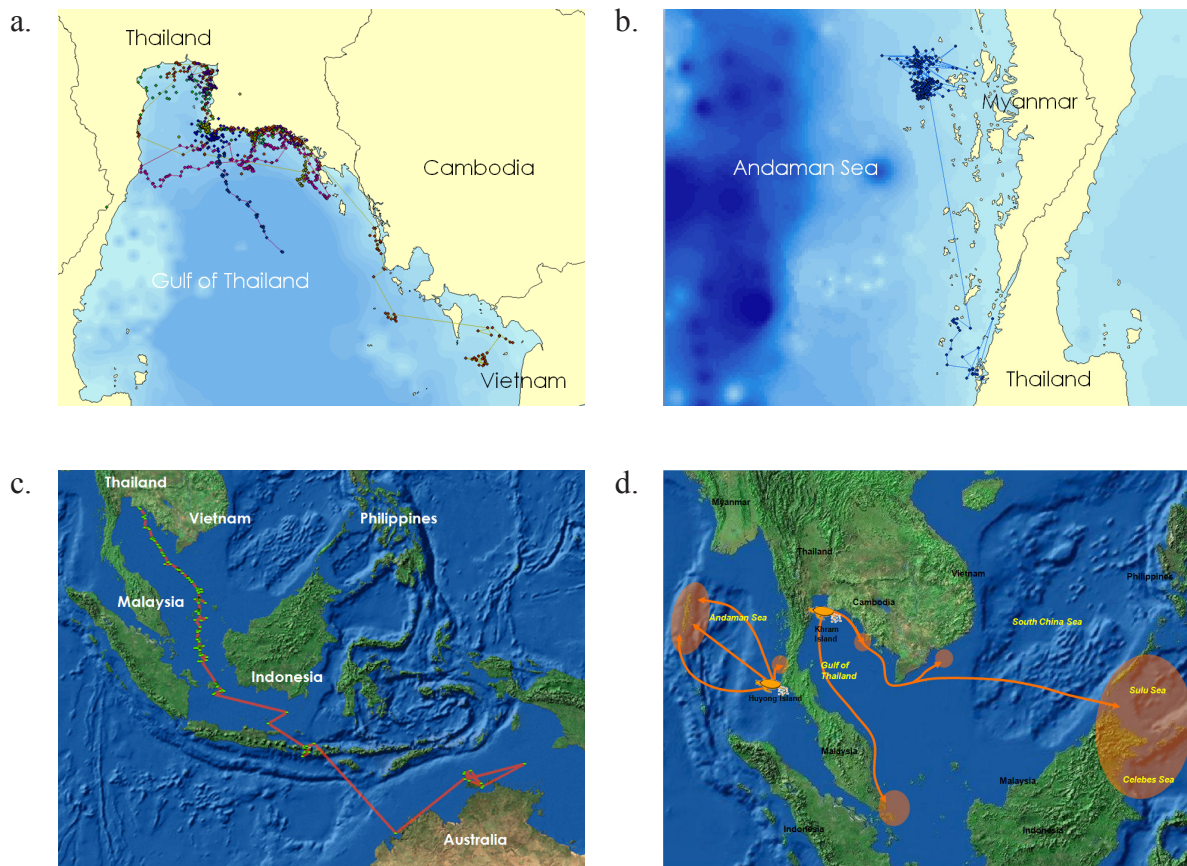 a.
Thailand
Cambodia
Gulf of Thailand
Vietnam
b.
Myanmar
Andaman Sea
Thailand
c.
Thailand
Vietnam
Philippines
Malaysia
Indonesia
Australia
d.
Myanmar
Thailand
Vietnam
Philippines
Cambodia
Andaman Sea
South China Sea
Khram
Island
Gulf of
Thailand
Huyong Island
Sulu Sea
Malaysia
Malaysia
Celebes Sea
Indonesia
Indonesia